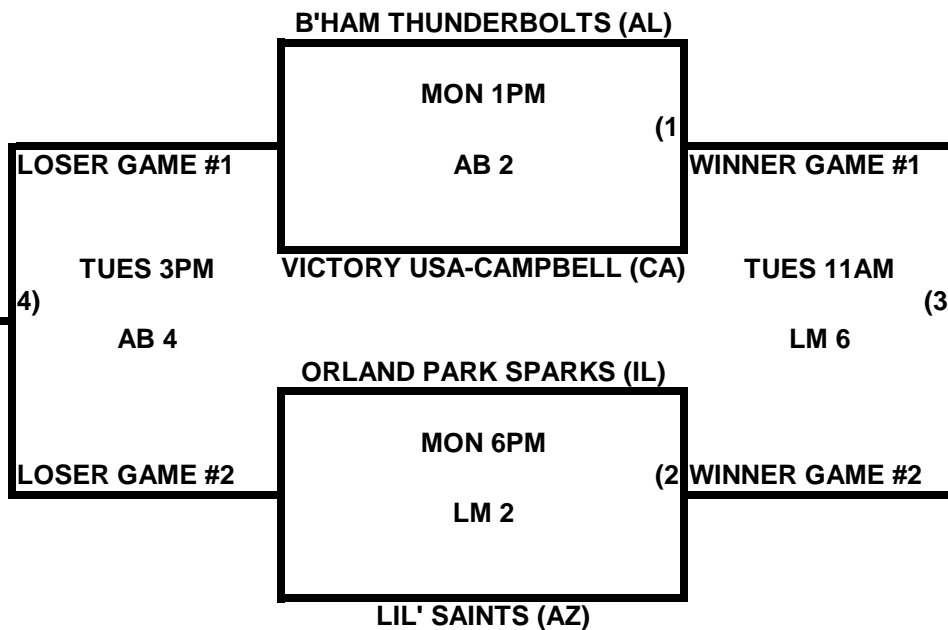 B'HAM THUNDERBOLTS (AL)
MON 1PM
(1
LOSER GAME #1
AB 2
WINNER GAME #1
TUES 3PM
VICTORY USA-CAMPBELL (CA)
TUES 11AM
4)
(3
AB 4
LM 6
ORLAND PARK SPARKS (IL)
MON 6PM
LOSER GAME #2
(2
WINNER GAME #2
LM 2
LIL' SAINTS (AZ)